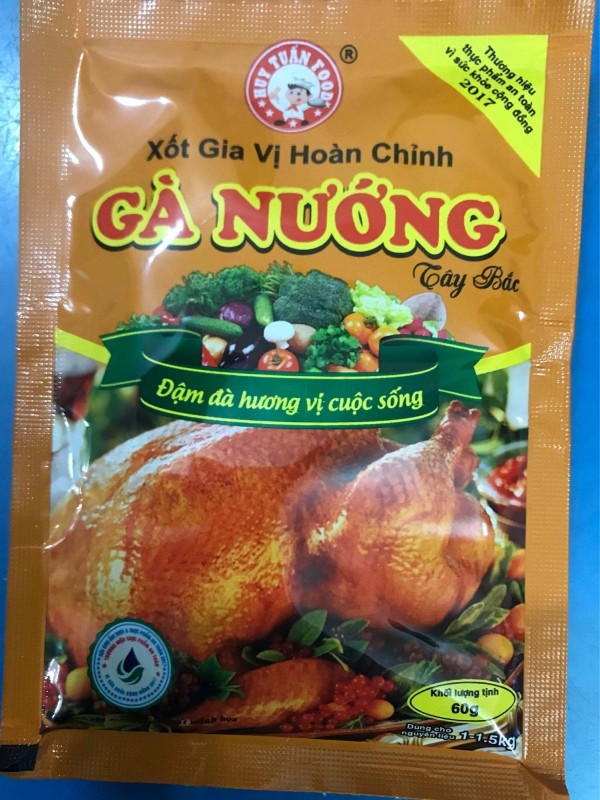 HUY TUẤN FOOD
®
Thương hiệu
thực phẩm an toàn
vì sức khỏe cộng đồng
2017
Xốt Gia Vị Hoàn Chỉnh
GÀ NƯỚNG
Tây Bắc
Đậm đà hương vị cuộc sống
Khối lượng tịnh
60g
Dùng cho
nguyên liệu 1-1.5kg